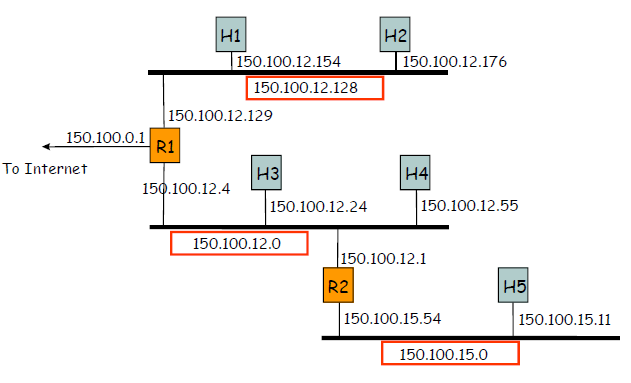 H1
H2
150.100.12.154
150.100.12.176
150.100.12.128
150.100.12.129
150.100.0.1
R1
To Internet
150.100.12.4
H3
H4
150.100.12.24
150.100.12.55
150.100.12.0
150.100.12.1
R2
H5
150.100.15.54
150.100.15.11
150.100.15.0